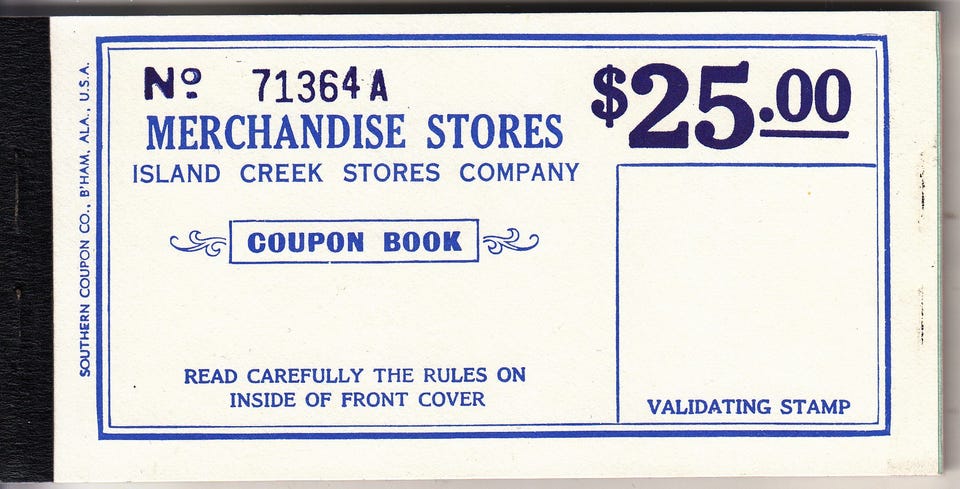 Nº 71364A
$25.00
MERCHANDISE STORES
ISLAND CREEK STORES COMPANY
COUPON BOOK
READ CAREFULLY THE RULES ON
INSIDE OF FRONT COVER
VALIDATING STAMP
SOUTHERN COUPON CO., B'HAM, ALA., U.S.A.